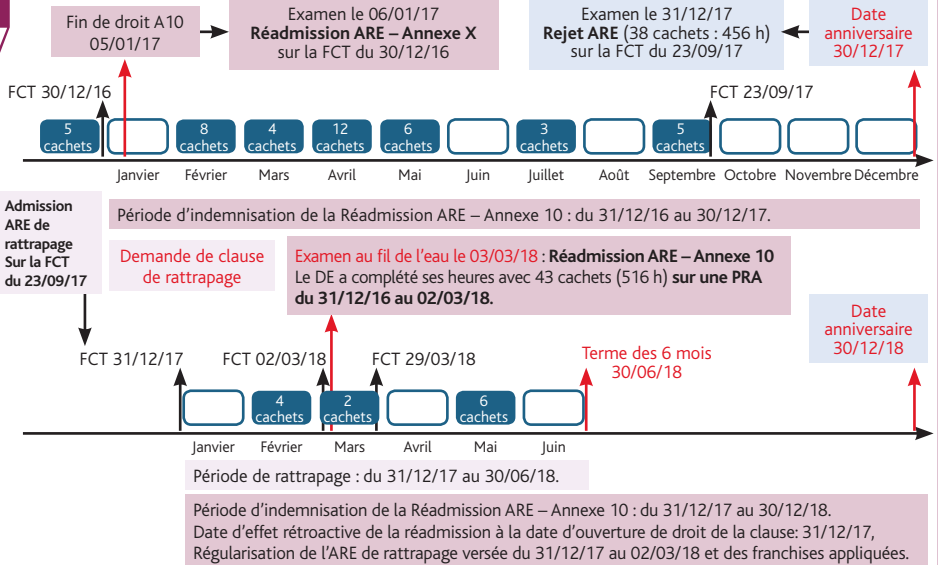 Fin de droit A10
05/01/17
Examen le 06/01/17
Réadmission ARE – Annexe X
sur la FCT du 30/12/16
Examen le 31/12/17
Rejet ARE (38 cachets : 456 h)
sur la FCT du 23/09/17
Date
anniversaire
30/12/17
FCT 30/12/16
FCT 23/09/17
5
cachets
8
cachets
4
cachets
12
cachets
6
cachets
3
cachets
5
cachets
Janvier
Février
Mars
Avril
Mai
Juin
Juillet
Août
Septembre
Octobre
Novembre
Décembre
Admission
ARE de
rattrapage
Sur la FCT
du 23/09/17
Période d'indemnisation de la Réadmission ARE – Annexe 10 : du 31/12/16 au 30/12/17.
Demande de clause
de rattrapage
Examen au fil de l'eau le 03/03/18 : Réadmission ARE – Annexe 10
Le DE a complété ses heures avec 43 cachets (516 h) sur une PRA
du 31/12/16 au 02/03/18.
Date
anniversaire
30/12/18
FCT 31/12/17
FCT 02/03/18
FCT 29/03/18
Terme des 6 mois
30/06/18
4
cachets
2
cachets
6
cachets
Janvier
Février
Mars
Avril
Mai
Juin
Période de rattrapage : du 31/12/17 au 30/06/18.
Période d'indemnisation de la Réadmission ARE – Annexe 10 : du 31/12/17 au 30/12/18.
Date d'effet rétroactive de la réadmission à la date d'ouverture de droit de la clause: 31/12/17,
Régularisation de l'ARE de rattrapage versée du 31/12/17 au 02/03/18 et des franchises appliquées.